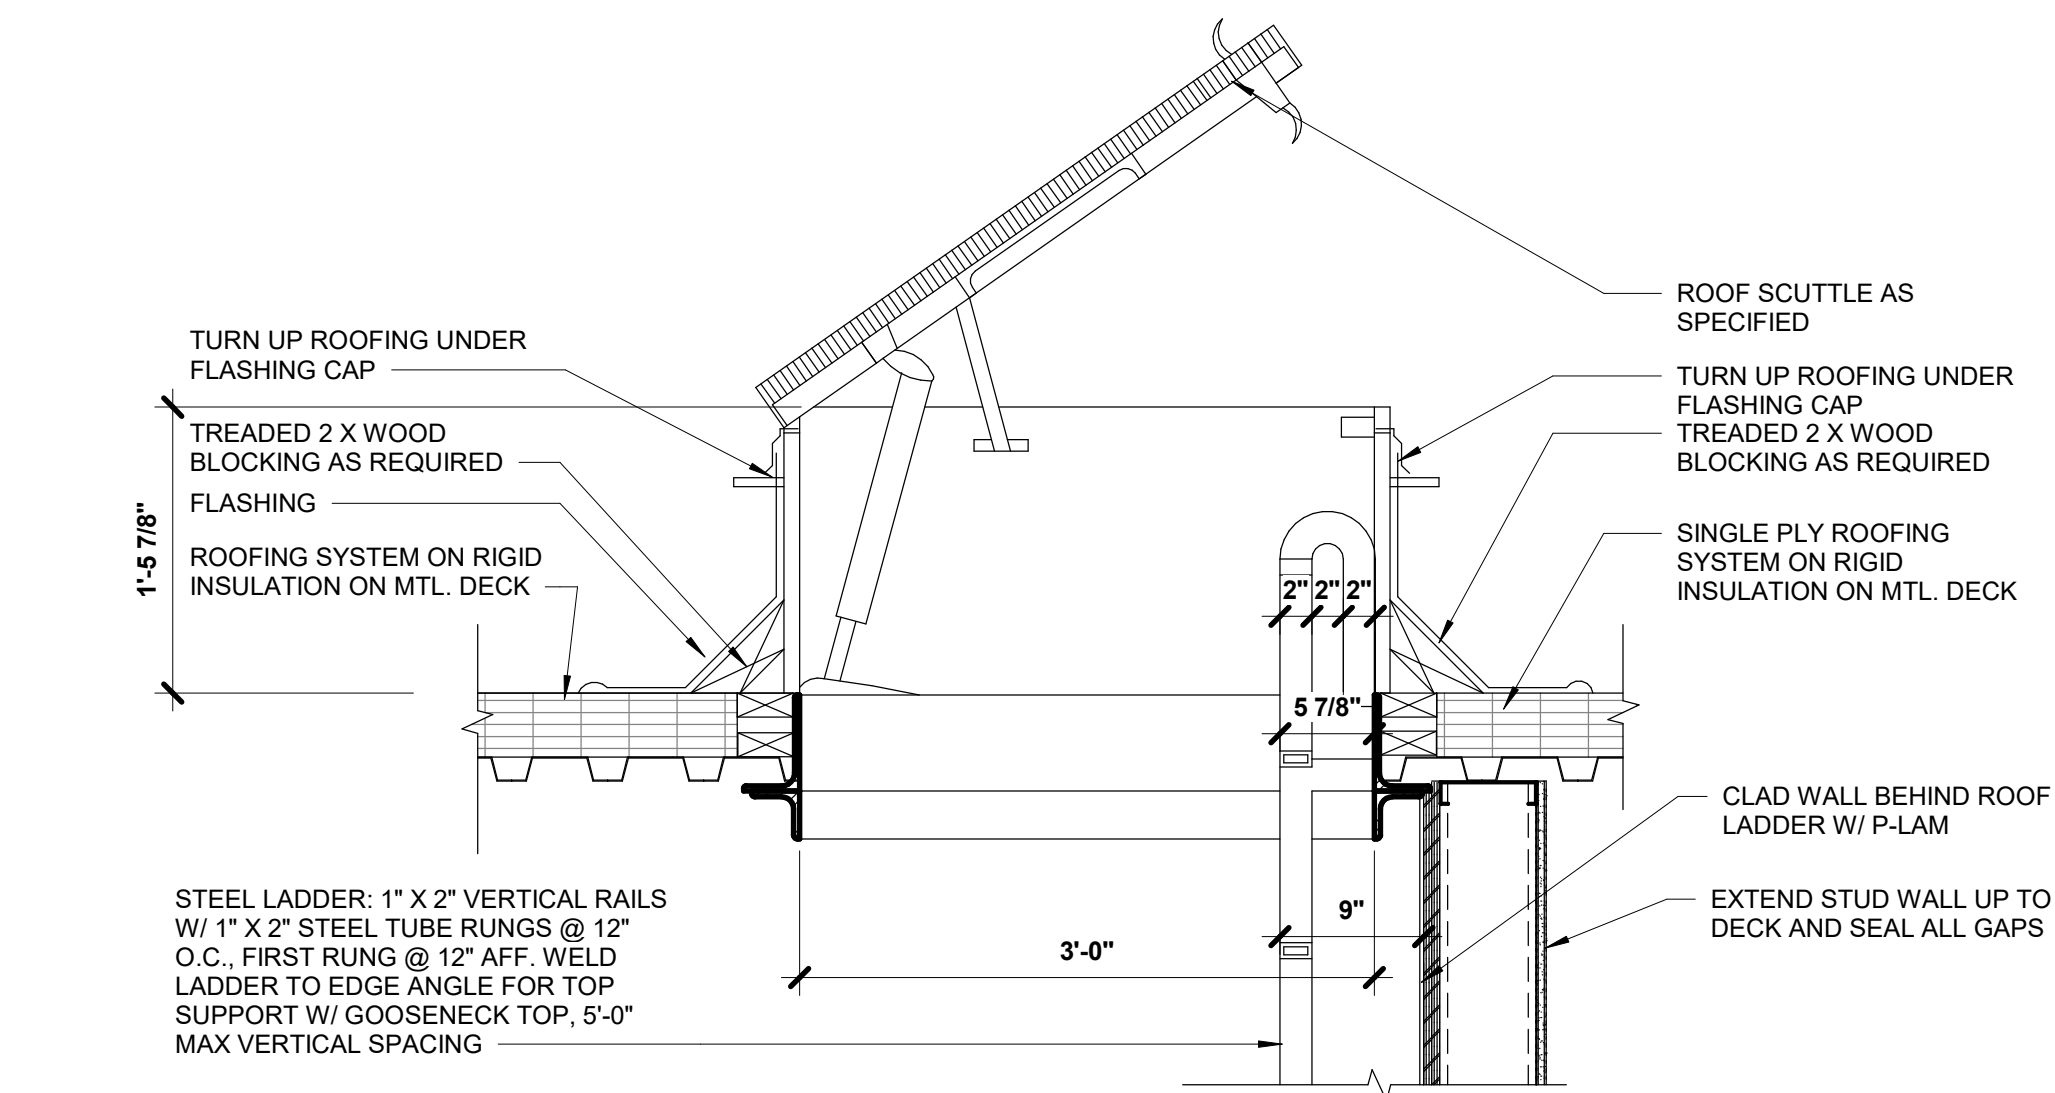 ROOF SCUTTLE AS
SPECIFIED
TURN UP ROOFING UNDER
FLASHING CAP
TREADED 2 X WOOD
BLOCKING AS REQUIRED
FLASHING
ROOFING SYSTEM ON RIGID
INSULATION ON MTL. DECK
1'-5 7/8"
TURN UP ROOFING UNDER
FLASHING CAP
TREADED 2 X WOOD
BLOCKING AS REQUIRED
SINGLE PLY ROOFING
SYSTEM ON RIGID
INSULATION ON MTL. DECK
2" 2" 2"
5 7/8"
CLAD WALL BEHIND ROOF
LADDER W/ P-LAM
EXTEND STUD WALL UP TO
DECK AND SEAL ALL GAPS
9"
3'-0"
STEEL LADDER: 1" X 2" VERTICAL RAILS
W/ 1" X 2" STEEL TUBE RUNGS @ 12"
O.C., FIRST RUNG @ 12" AFF. WELD
LADDER TO EDGE ANGLE FOR TOP
SUPPORT W/ GOOSENECK TOP, 5'-0"
MAX VERTICAL SPACING